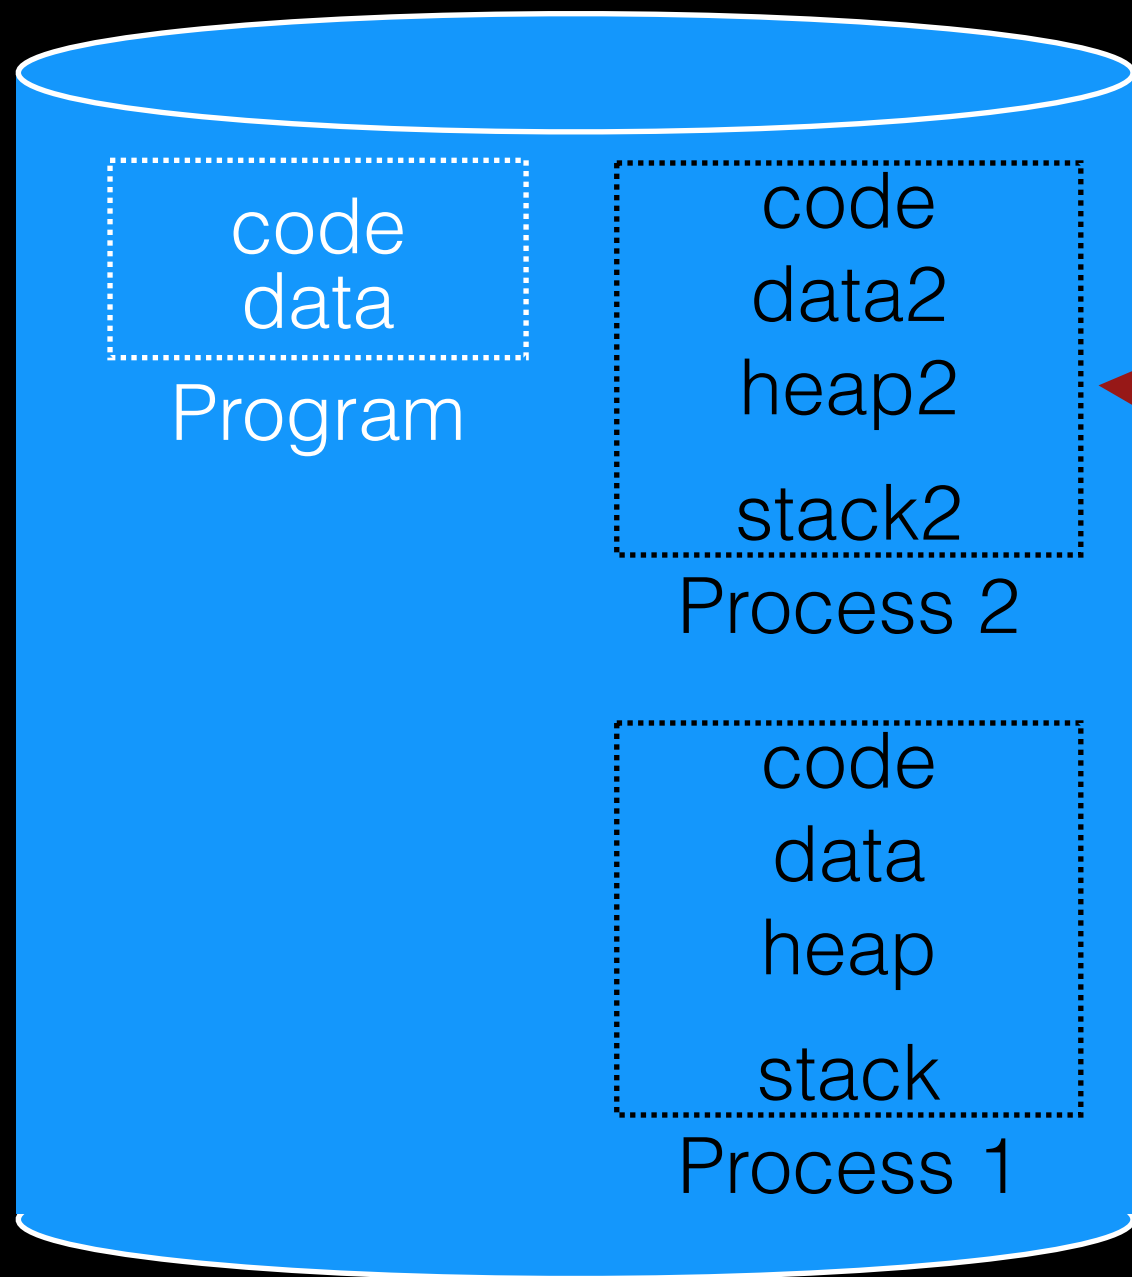 code
data
Program
code
data2
heap2
stack2
Process 2
code
data
heap
stack
Process 1